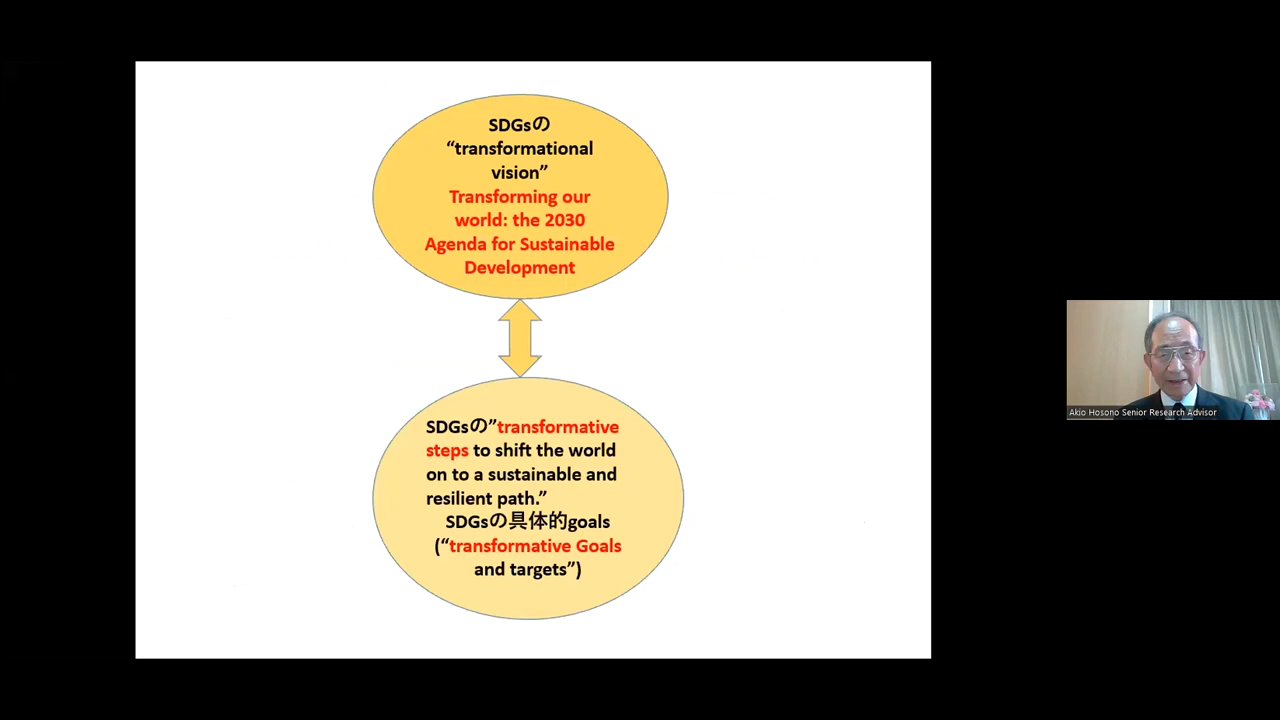 SDGsの
“transformational
vision”
Transforming our
world: the 2030
Agenda for Sustainable
Development
SDGsの”transformative
steps to shift the world
on to a sustainable and
resilient path.”
SDGsの具体的goals
(“transformative Goals
and targets”)
Akio Hosono Senior Research Advisor